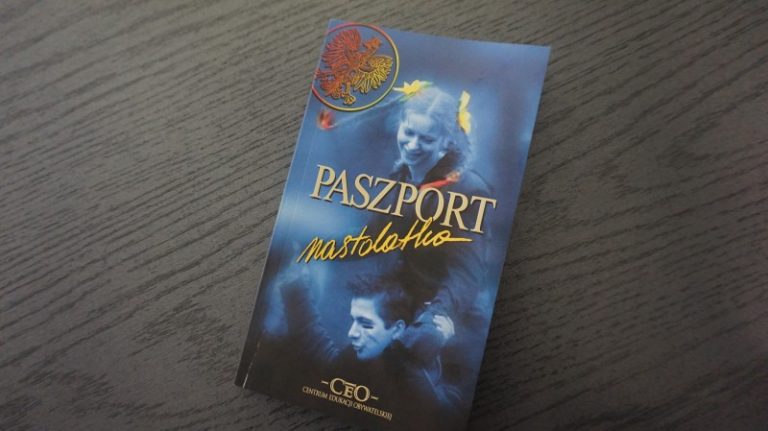 PASZPORT
nastolatka
CEO
CENTRUM EDUKACJI OBYWATELSKIEJ